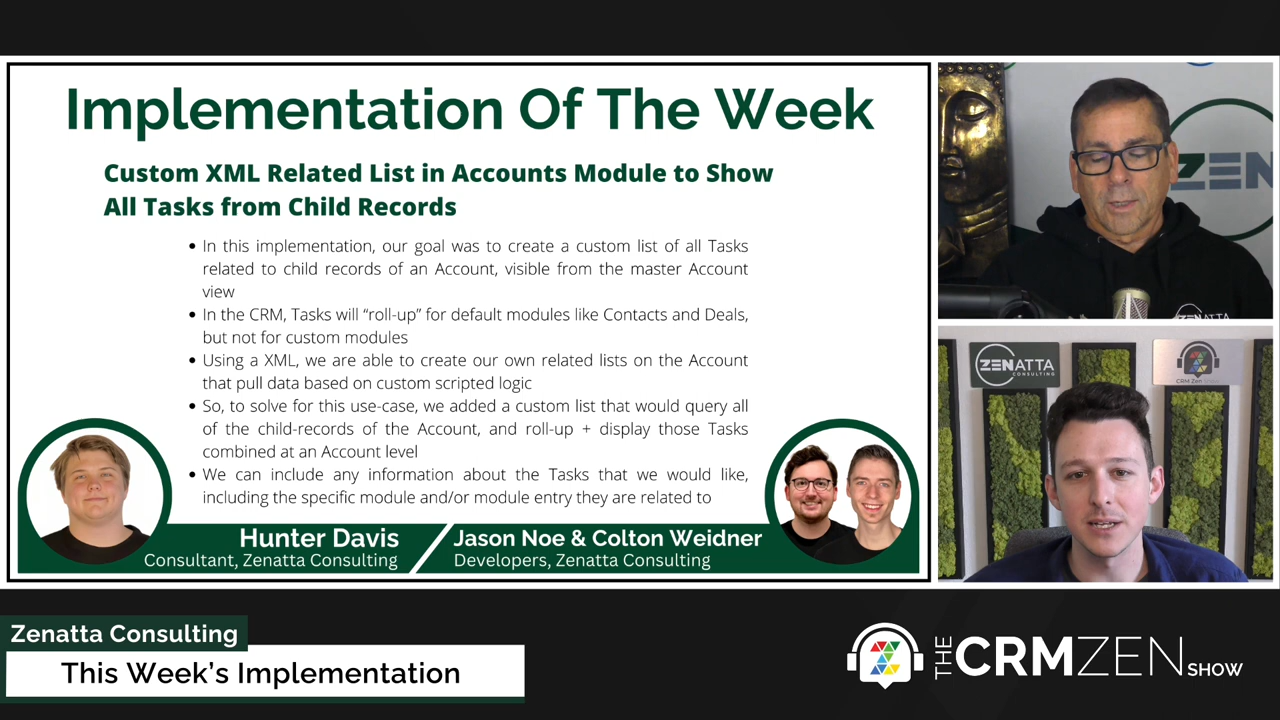 Implementation Of The Week
Custom XML Related List in Accounts Module to Show
All Tasks from Child Records
• In this implementation, our goal was to create a custom list of all Tasks
related to child records of an Account, visible from the master Account
view
• In the CRM, Tasks will “roll-up” for default modules like Contacts and Deals,
but not for custom modules
• Using a XML, we are able to create our own related lists on the Account
that pull data based on custom scripted logic
• So, to solve for this use-case, we added a custom list that would query all
of the child-records of the Account, and roll-up + display those Tasks
combined at an Account level
• We can include any information about the Tasks that we would like,
including the specific module and/or module entry they are related to
Hunter Davis
Consultant, Zenatta Consulting
Jason Noe & Colton Weidner
Developers, Zenatta Consulting
ZEN
ZENATTA
ZENATTA
CONSULTING
CRM Zen Show
Zenatta Consulting
This Week’s Implementation
THE CRMZEN SHOW